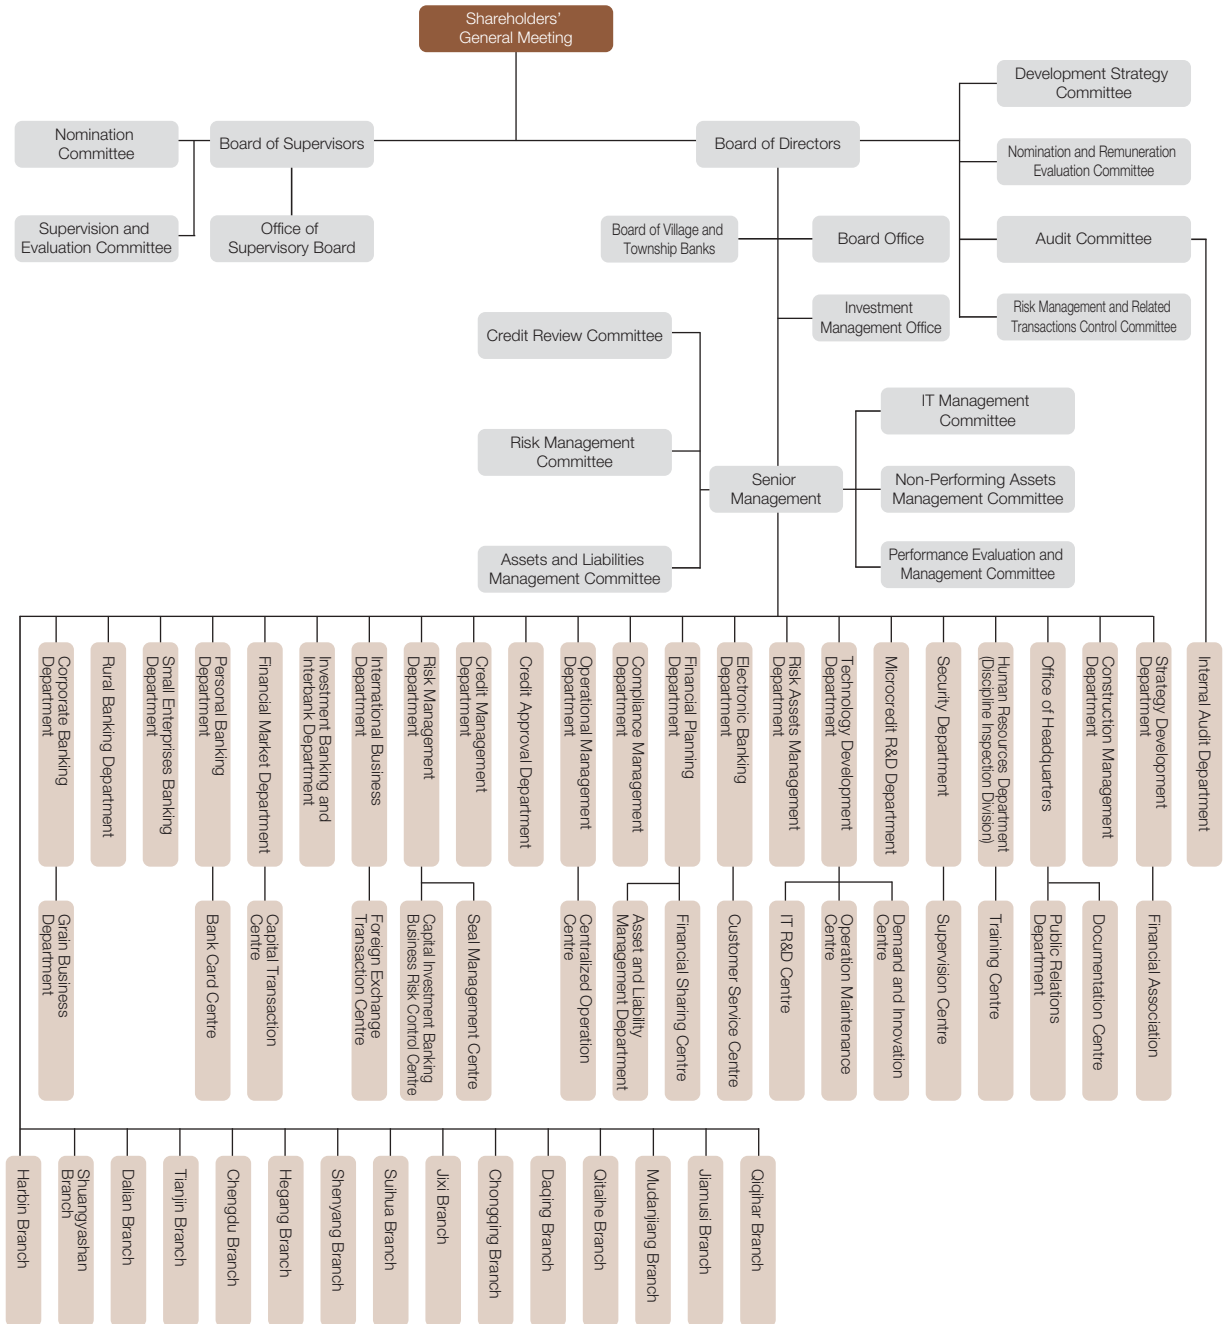 Shareholders'
General Meeting
Development Strategy
Committee
Nomination
Committee
Board of Supervisors
Board of Directors
Nomination and Remuneration
Evaluation Committee
Supervision and
Evaluation Committee
Office of
Supervisory Board
Board of Village and
Township Banks
Board Office
Audit Committee
Investment
Management Office
Risk Management and Related
Transactions Control Committee
Credit Review Committee
IT Management
Committee
Risk Management
Committee
Senior
Management
Non-Performing Assets
Management Committee
Assets and Liabilities
Management Committee
Performance Evaluation and
Management Committee
Corporate Banking
Department
Rural Banking Department
Small Enterprises Banking
Department
Personal Banking
Department
Financial Market Department
Investment Banking and
Interbank Department
International Business
Department
Risk Management
Department
Credit Management
Department
Credit Approval Department
Operational Management
Department
Compliance Management
Department
Financial Planning
Department
Electronic Banking
Department
Risk Assets Management
Department
Technology Development
Department
Microcredit R&D Department
Security Department
Human Resources Department
(Discipline Inspection Division)
Office of Headquarters
Construction Management
Department
Strategy Development
Department
Internal Audit Department
Grain Business
Department
Bank Card Centre
Capital Transaction
Centre
Foreign Exchange
Transaction Centre
Capital Investment Banking
Business Risk Control Centre
Seal Management Centre
Centralized Operation
Centre
Asset and Liability
Management Department
Financial Sharing Centre
Customer Service Centre
IT R&D Centre
Operation Maintenance
Centre
Demand and Innovation
Centre
Supervision Centre
Training Centre
Public Relations
Department
Documentation Centre
Financial Association
Harbin Branch
Shuangyashan
Branch
Dalian Branch
Tianjin Branch
Chengdu Branch
Hegang Branch
Shenyang Branch
Suihua Branch
Jixi Branch
Chongqing Branch
Daqing Branch
Qitaihe Branch
Mudanjiang Branch
Jiamusi Branch
Qiqihar Branch